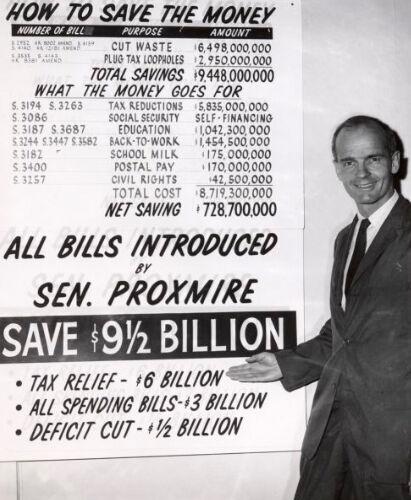 HOW TO SAVE THE MONEY
NUMBER OF BILL PURPOSE AMOUNT
CUT WASTE $6,498,000,000
PLUG TAX LOOPHOLES $2,950,000,000
TOTAL SAVINGS $9,448,000,000
WHAT THE MONEY GOES FOR
S.3194 S.3263 TAX REDUCTIONS $5,835,000,000
S.3086 SOCIAL SECURITY SELF-FINANCING
S.3187 S.3687 EDUCATION $1,042,300,000
S.3244 S.3447 S.3582 BACK-TO-WORK $1,454,500,000
S.3182 SCHOOL MILK $175,000,000
S.3400 POSTAL PAY $170,000,000
S.3257 CIVIL RIGHTS $42,500,000
TOTAL COST $8,719,300,000
NET SAVING $728,700,000
ALL BILLS INTRODUCED
BY
SEN. PROXMIRE
SAVE $9½ BILLION
• TAX RELIEF - $6 BILLION
• ALL SPENDING BILLS - $3 BILLION
• DEFICIT CUT - $½ BILLION